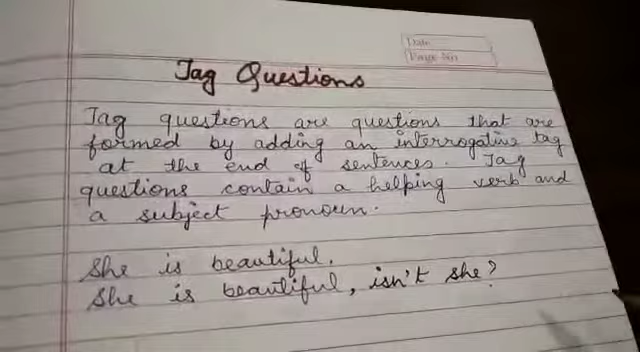 Date
Page No
Tag Questions
Tag questions are questions that are
formed by adding an interrogative tag
at the end of sentences. Tag
questions contain a helping verb and
a subject pronoun.
She is beautiful.
She is beautiful, isn't she?